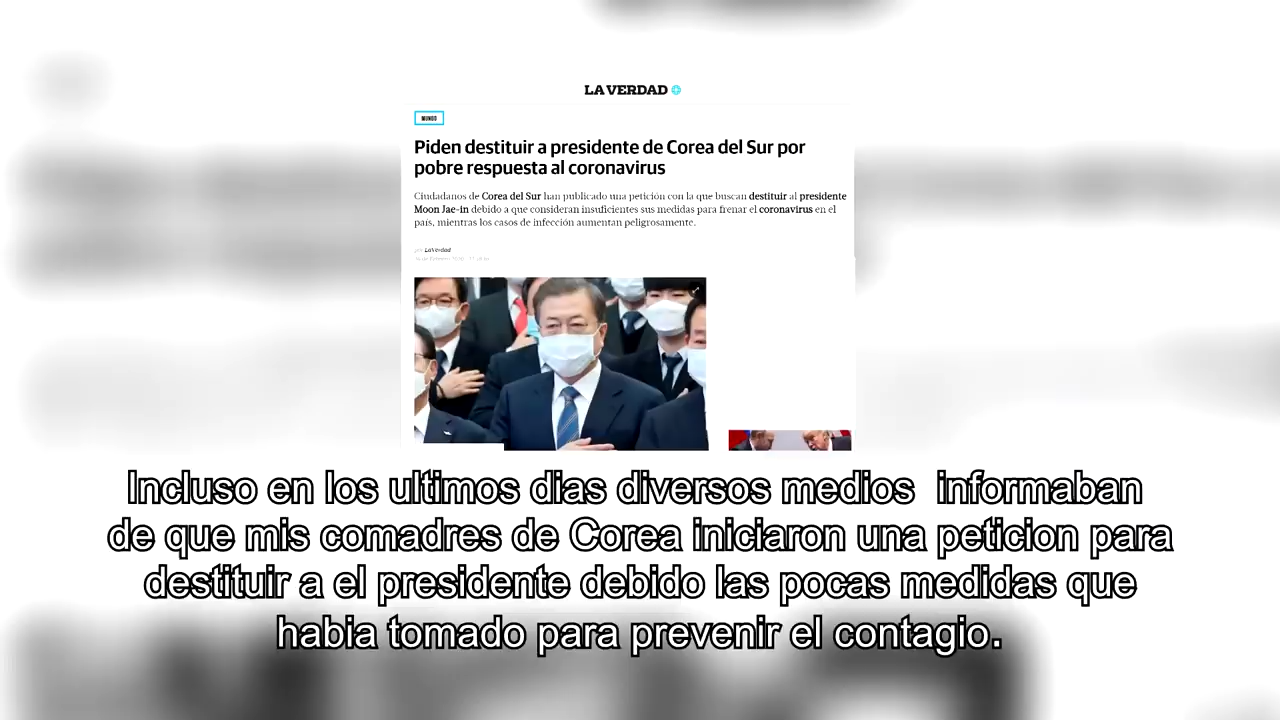 LA VERDAD
MUNDO
Piden destituir a presidente de Corea del Sur por
pobre respuesta al coronavirus
Ciudadanos de Corea del Sur han publicado una petición con la que buscan destituir al presidente
Moon Jae-in debido a que consideran insuficientes sus medidas para frenar el coronavirus en el
país, mientras los casos de infección aumentan peligrosamente.
por LaVerdad
Incluso en los ultimos dias diversos medios informaban
de que mis comadres de Corea iniciaron una peticion para
destituir a el presidente debido las pocas medidas que
habia tomado para prevenir el contagio.